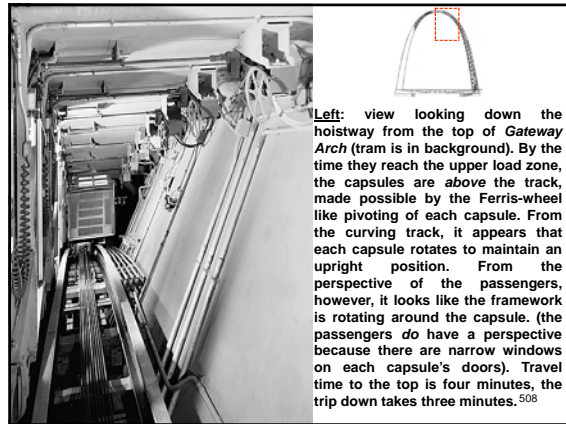 Left: view looking down the
hoistway from the top of Gateway
Arch (tram is in background). By the
time they reach the upper load zone,
the capsules are above the track,
made possible by the Ferris-wheel
like pivoting of each capsule. From
the curving track, it appears that
each capsule rotates to maintain an
upright position. From the
perspective of the passengers,
however, it looks like the framework
is rotating around the capsule. (the
passengers do have a perspective
because there are narrow windows
on each capsule's doors). Travel
time to the top is four minutes, the
trip down takes three minutes. 508